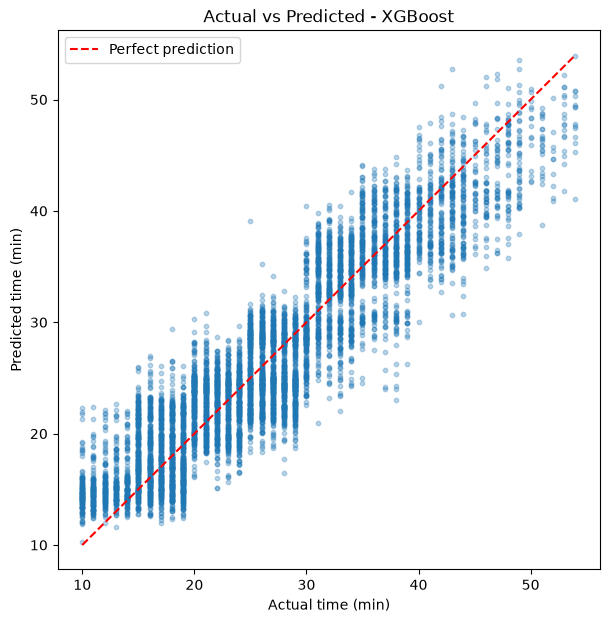 Actual vs Predicted - XGBoost
Perfect prediction
50
40
30
20
10
Predicted time (min)
10 20 30 40 50
Actual time (min)